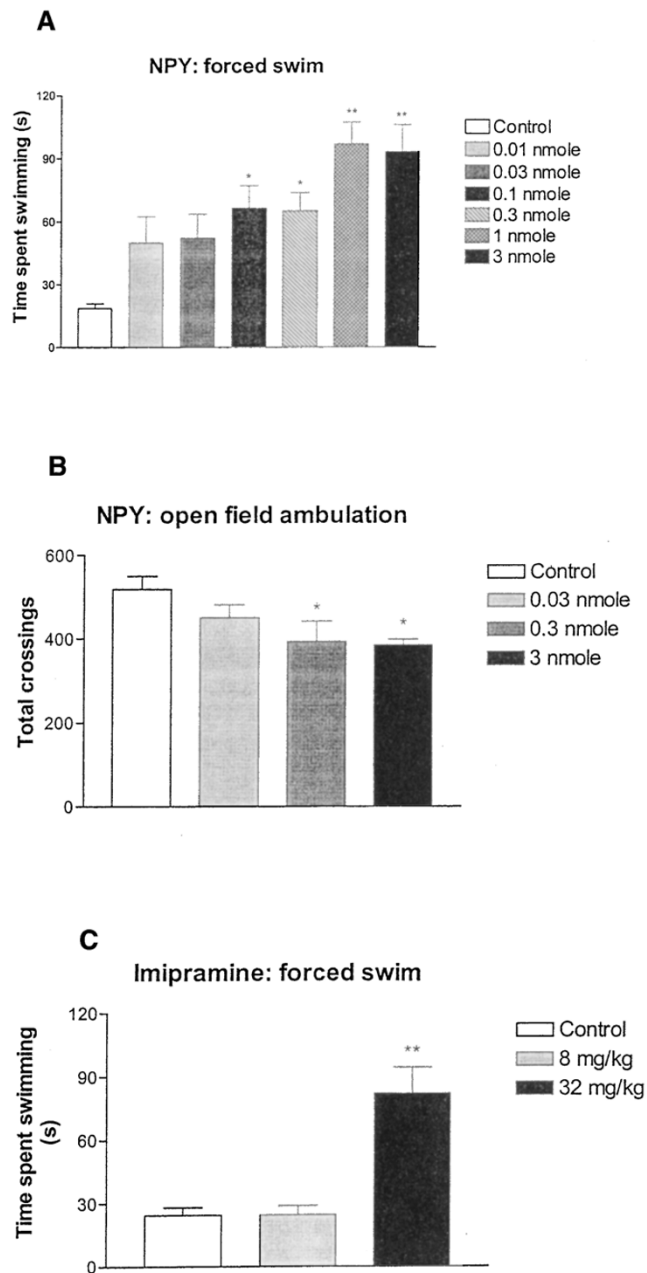 A
NPY: forced swim
Time spent swimming (s)
120
90
60
30
0
*
*
**
**
Control
0.01 nmole
0.03 nmole
0.1 nmole
0.3 nmole
1 nmole
3 nmole
B
NPY: open field ambulation
Total crossings
600
400
200
0
*
*
Control
0.03 nmole
0.3 nmole
3 nmole
C
Imipramine: forced swim
Time spent swimming
(s)
120
90
60
30
0
**
Control
8 mg/kg
32 mg/kg